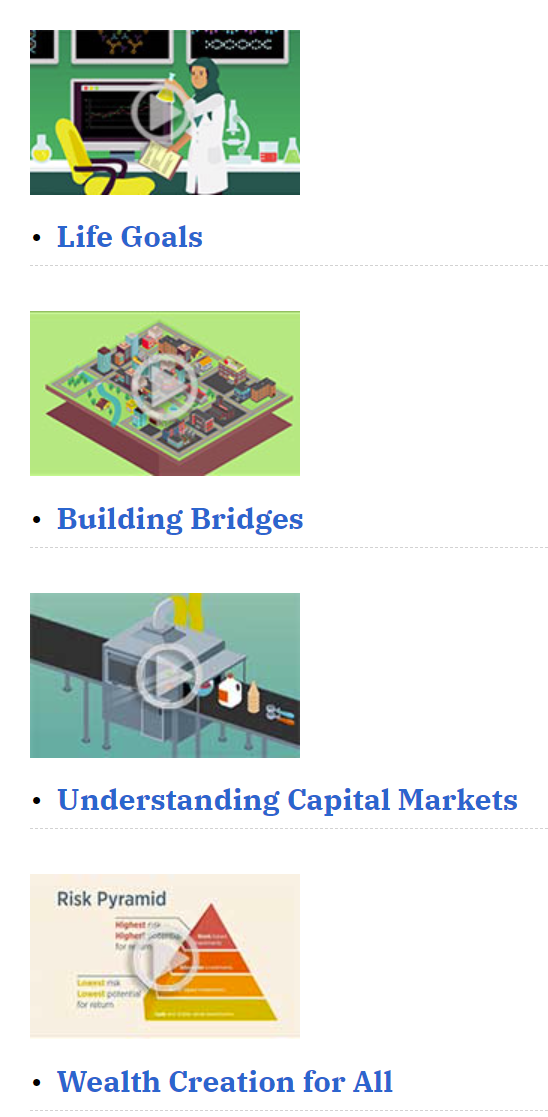 • Life Goals
• Building Bridges
• Understanding Capital Markets
Risk Pyramid
Highest risk
Higher potential
for return
Lowest risk
Lowest potential
for return
• Wealth Creation for All